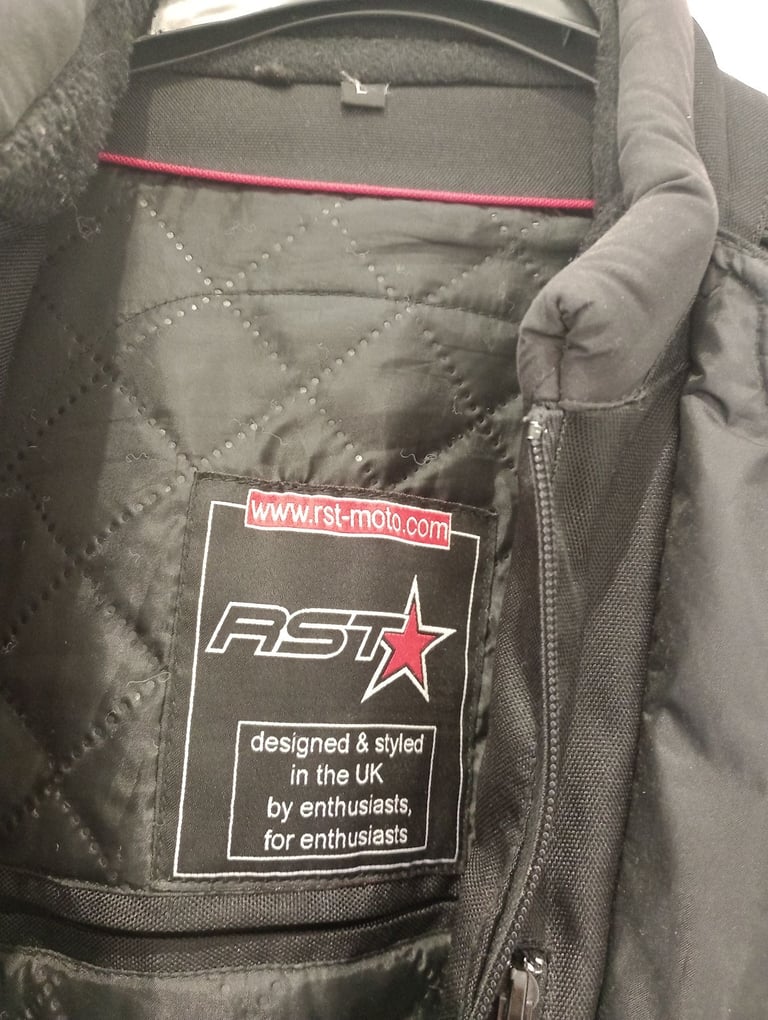 L
www.rst-moto.com
RST
designed & styled
in the UK
by enthusiasts,
for enthusiasts